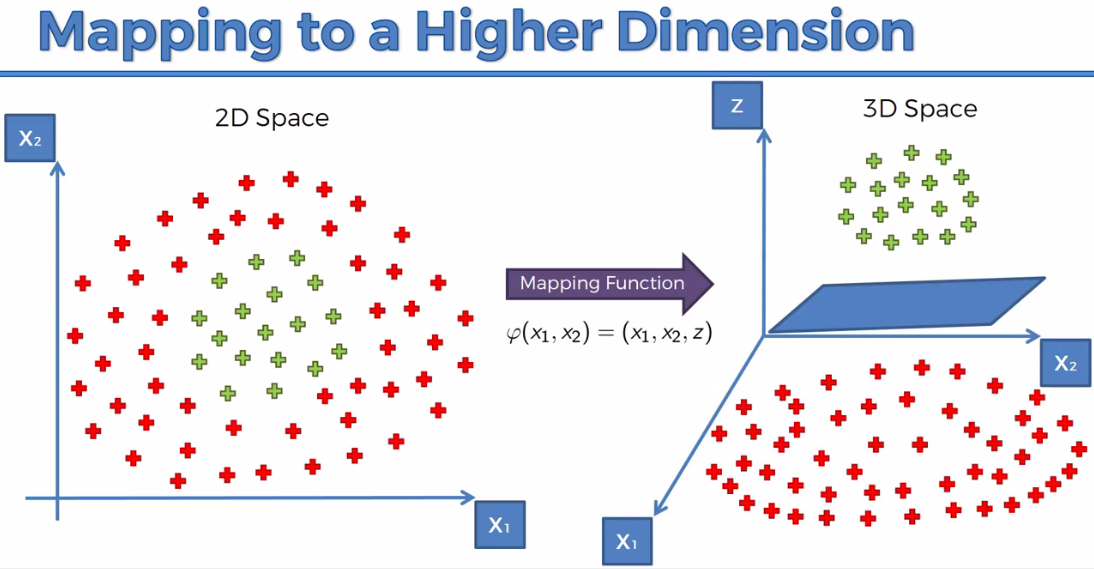 Mapping to a Higher Dimension
2D Space
X₂
X₁
Mapping Function
φ(x₁, x₂) = (x₁, x₂, z)
3D Space
z
X₂
X₁